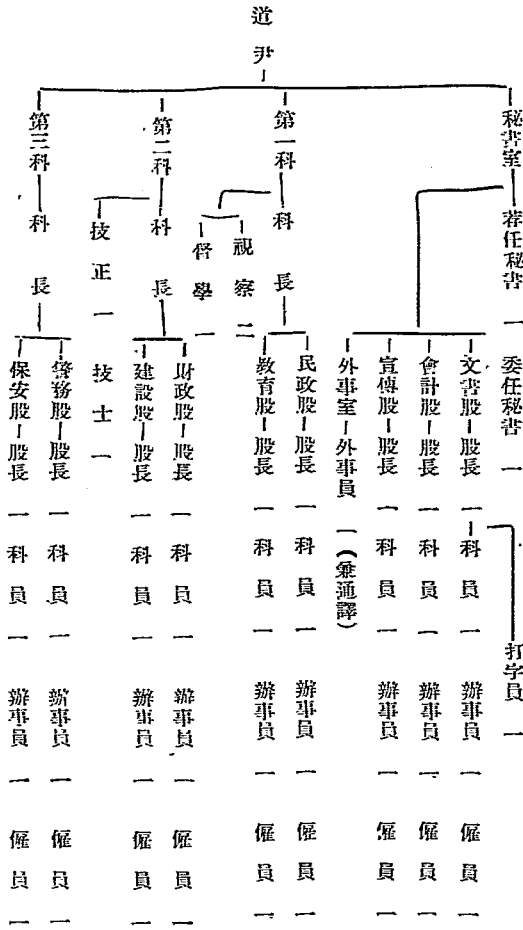 道尹
秘書室 荐任秘書 一 委任秘書 一
打字員 一
文書股 股長 一 科員 一 辦事員 一 僱員 一
會計股 股長 一 科員 一 辦事員 一 僱員 一
宣傳股 股長 一 科員 一 辦事員 一 僱員 一
外事室 外事員 一 (兼通譯)
第一科 科長
視察 二
督學 一
民政股 股長 一 科員 一 辦事員 一 僱員 一
教育股 股長 一 科員 一 辦事員 一 僱員 一
第二科 科長
技正 一 技士 一
財政股 股長 一 科員 一 辦事員 一 僱員 一
建設股 股長 一 科員 一 辦事員 一 僱員 一
第三科 科長
警務股 股長 一 科員 一 辦事員 一 僱員 一
保安股 股長 一 科員 一 辦事員 一 僱員 一